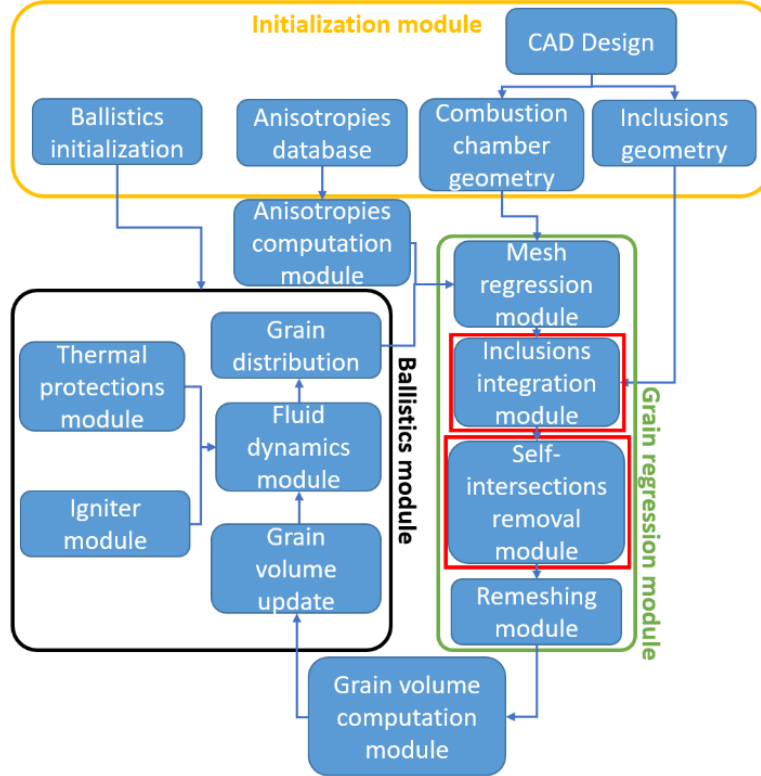 Initialization module
CAD Design
Ballistics
initialization
Anisotropies
database
Combustion
chamber
geometry
Inclusions
geometry
Anisotropies
computation
module
Mesh
regression
module
Inclusions
integration
module
Self-
intersections
removal
module
Remeshing
module
Grain regression module
Grain
distribution
Thermal
protections
module
Fluid
dynamics
module
Igniter
module
Grain
volume
update
Ballistics module
Grain volume
computation
module